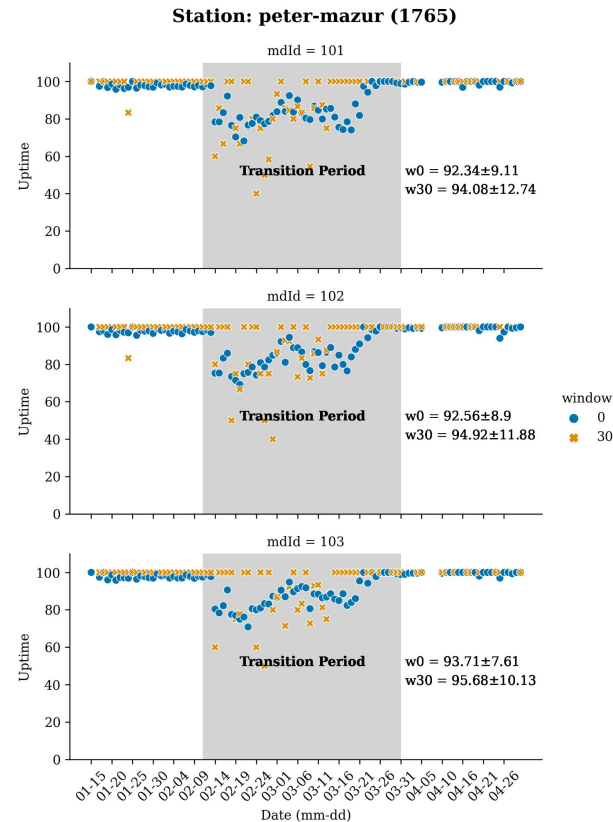 Station: peter-mazur (1765)
mdId = 101
100
80
60
40
20
0
Uptime
Transition Period
w0 = 92.34±9.11
w30 = 94.08±12.74
mdId = 102
100
80
60
40
20
0
Uptime
Transition Period
w0 = 92.56±8.9
w30 = 94.92±11.88
window
0
30
mdId = 103
100
80
60
40
20
0
Uptime
Transition Period
w0 = 93.71±7.61
w30 = 95.68±10.13
01-15 01-20 01-25 01-30 02-04 02-09 02-14 02-19 02-24 03-01 03-06 03-11 03-16 03-21 03-26 03-31 04-05 04-10 04-16 04-21 04-26
Date (mm-dd)